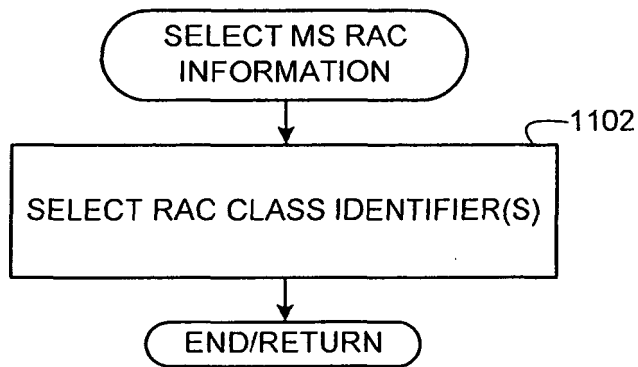 SELECT MS RAC
INFORMATION
1102
SELECT RAC CLASS IDENTIFIER(S)
END/RETURN